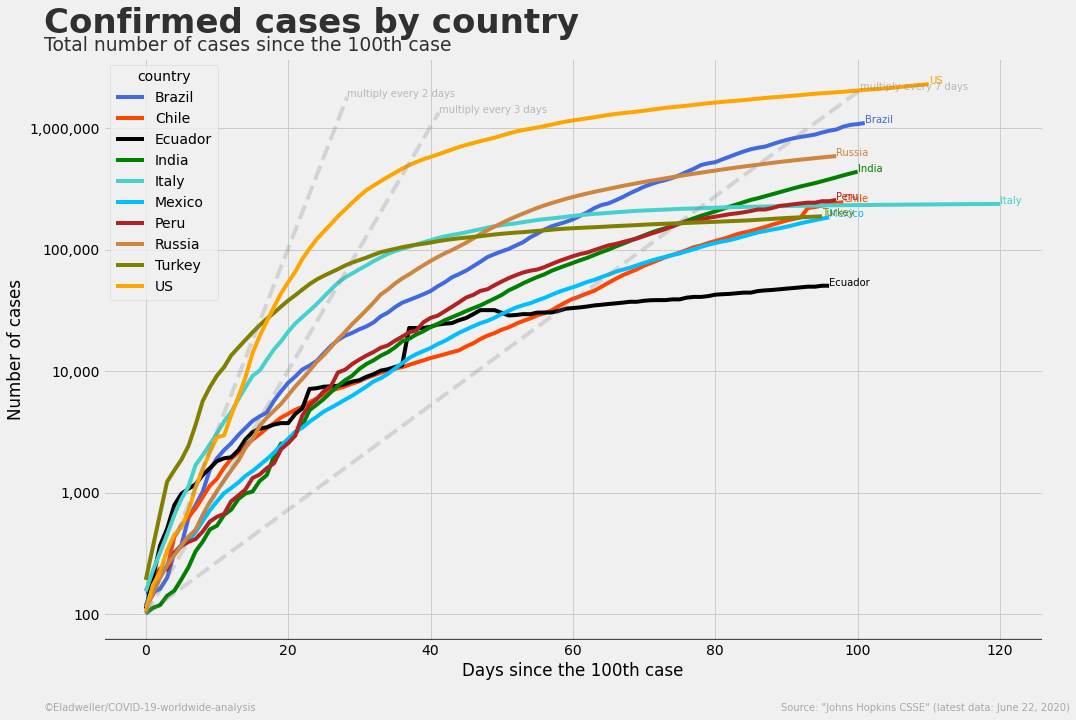 Confirmed cases by country
Total number of cases since the 100th case
country
Brazil
Chile
Ecuador
India
Italy
Mexico
Peru
Russia
Turkey
US
multiply every 2 days
multiply every 3 days
multiply every 7 days
US
Brazil
Russia
India
Peru
Chile
Italy
Turkey
Mexico
Ecuador
Number of cases
1,000,000
100,000
10,000
1,000
100
0 20 40 60 80 100 120
Days since the 100th case
©Eladweller/COVID-19-worldwide-analysis
Source: "Johns Hopkins CSSE" (latest data: June 22, 2020)